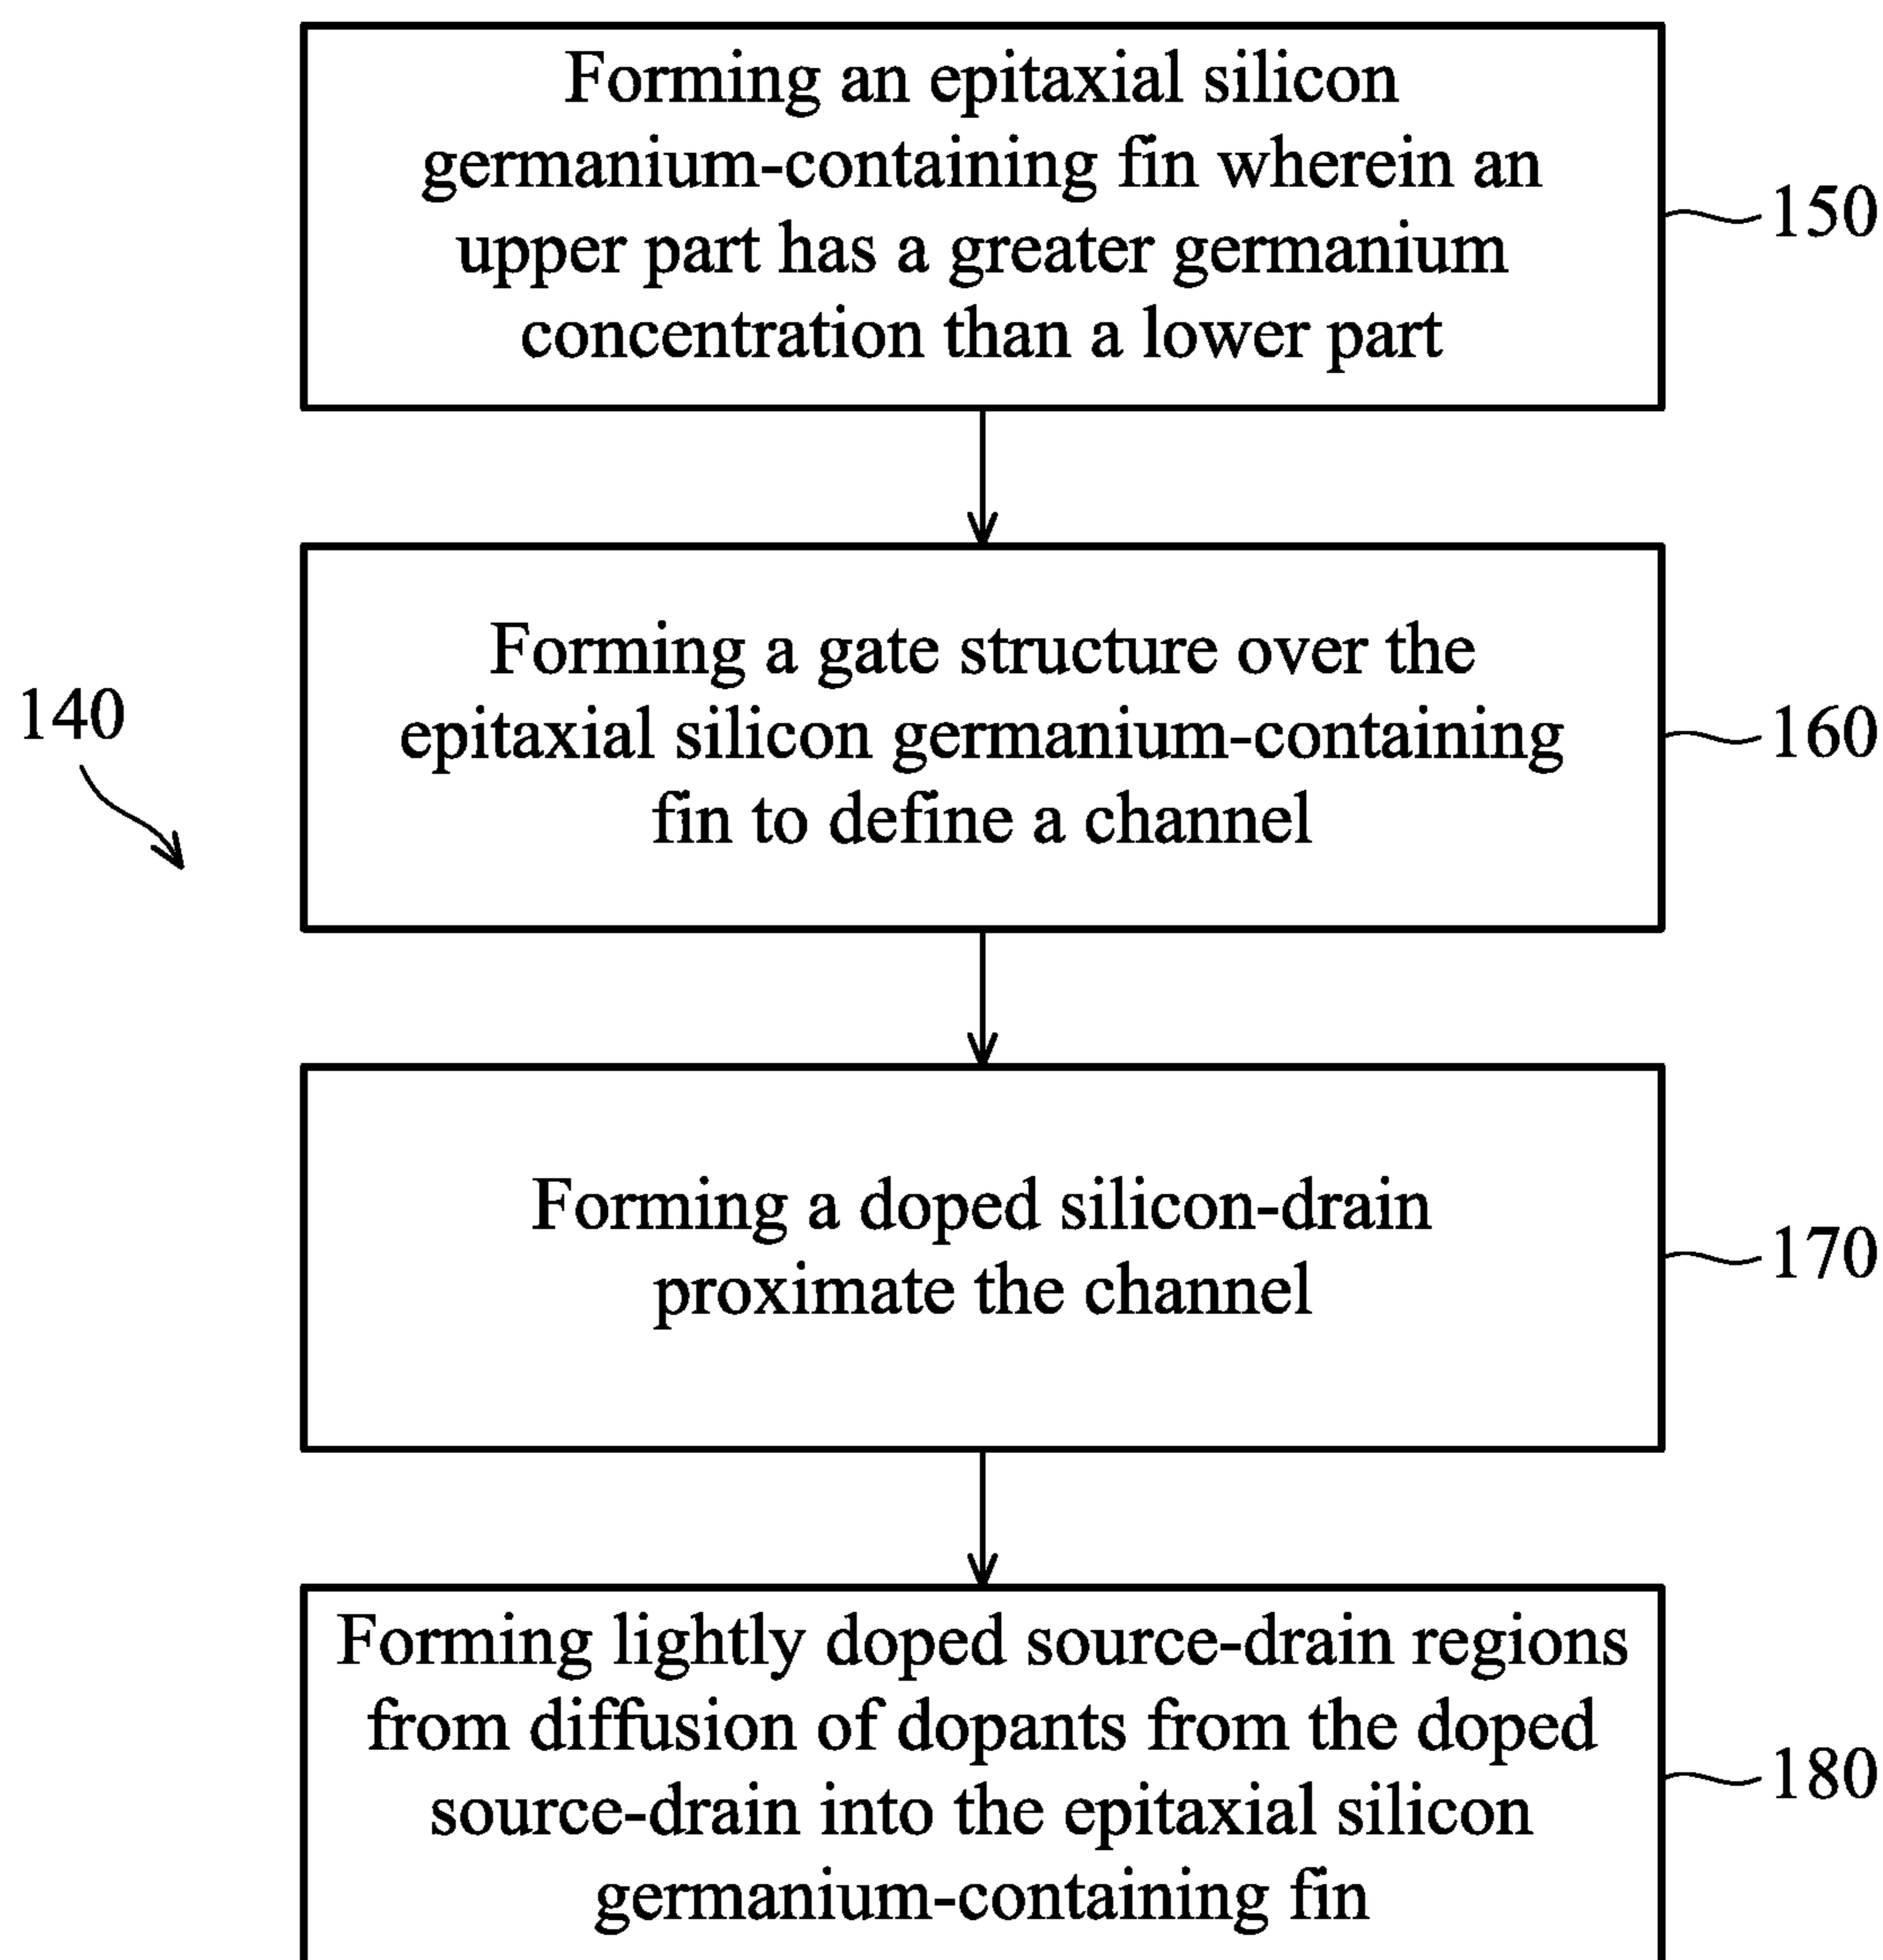 Forming an epitaxial silicon
germanium-containing fin wherein an
upper part has a greater germanium
concentration than a lower part
150
Forming a gate structure over the
epitaxial silicon germanium-containing
fin to define a channel
160
140
Forming a doped silicon-drain
proximate the channel
170
Forming lightly doped source-drain regions
from diffusion of dopants from the doped
source-drain into the epitaxial silicon
germanium-containing fin
180